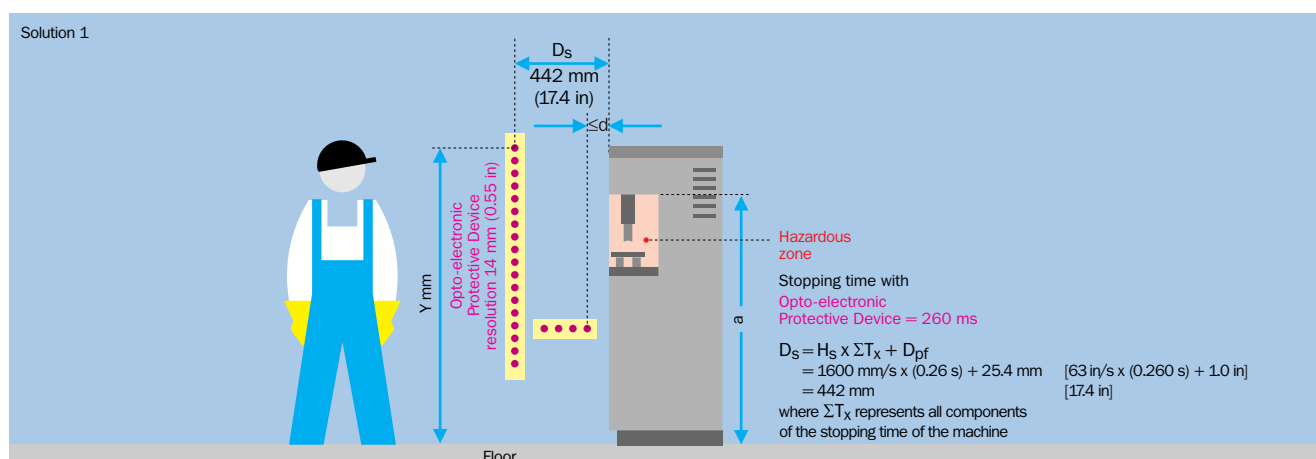 Solution 1
Ds
442 mm
(17.4 in)
≤d
Opto-electronic
Protective Device
resolution 14 mm (0.55 in)
Y mm
a
Hazardous
zone
Stopping time with
Opto-electronic
Protective Device = 260 ms
Ds = Hs x ΣTx + Dpf
= 1600 mm/s x (0.26 s) + 25.4 mm [63 in/s x (0.260 s) + 1.0 in]
= 442 mm [17.4 in]
where ΣTx represents all components
of the stopping time of the machine
Floor